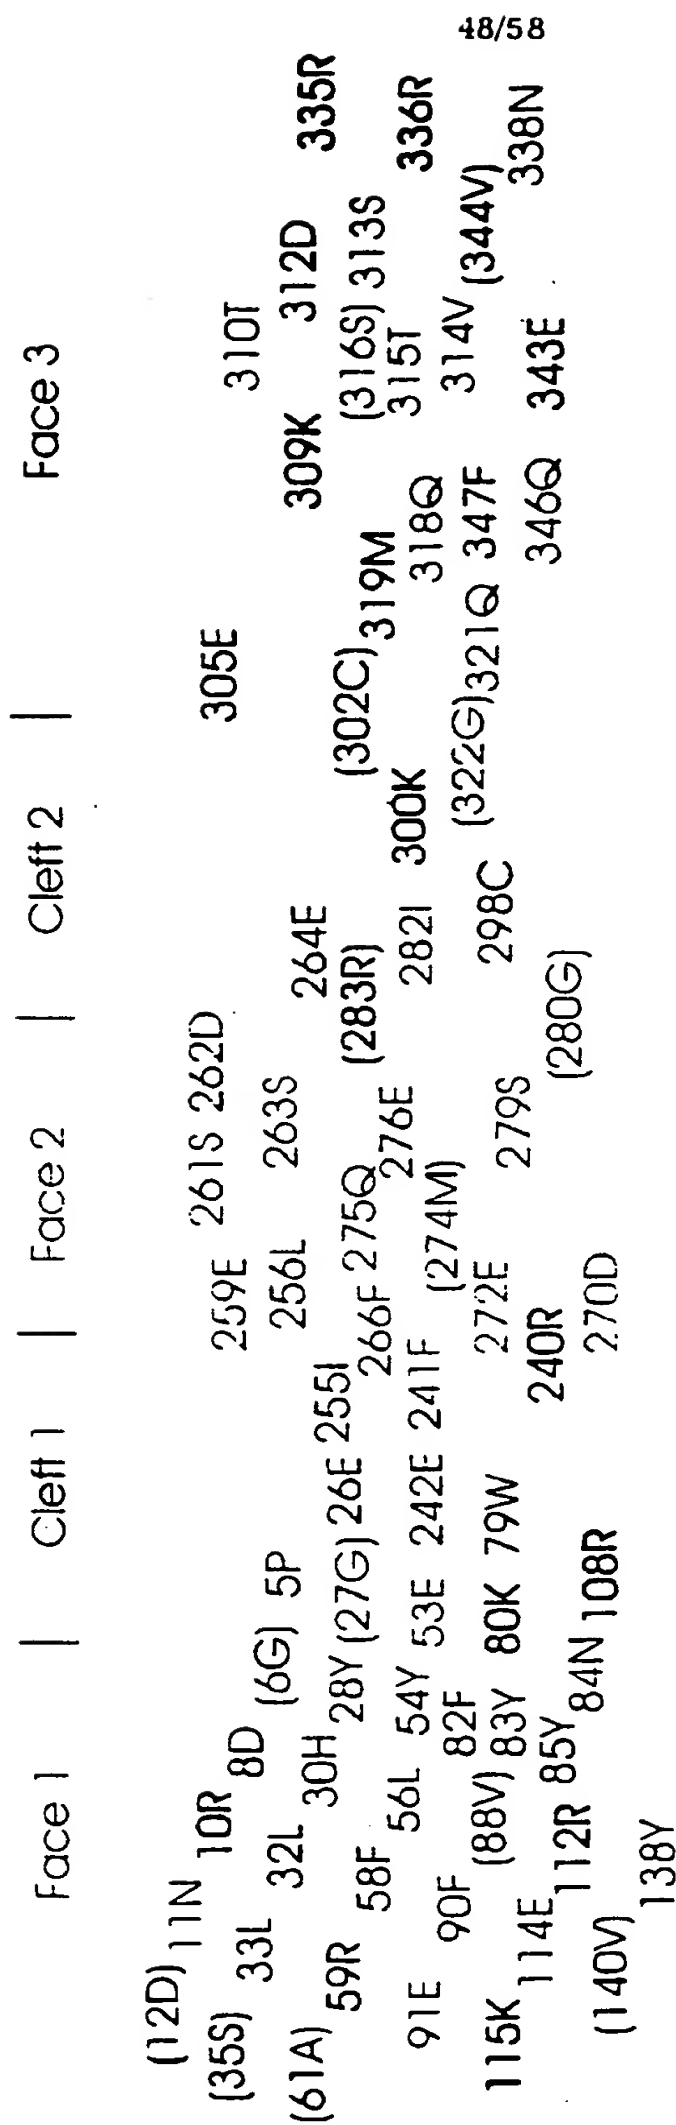 48/58
Face 1 | Cleft 1 | Face 2 | Cleft 2 | Face 3
(12D) 11N 10R 8D (6G) 5P
(35S) 33L 32L 30H 28Y (27G) 26E 255I 256L 259E 261S 262D 263S 264E
(61A) 59R 58F 56L 54Y 53E 242E 241F 266F 275Q 276E (283R) 282I
91E 90F (88V) 82F 83Y 80K 79W 240R 272E (274M) 279S (280G) 298C
115K 114E 112R 85Y 84N 108R 270D
(140V) 138Y
305E 310T
309K 312D 335R
300K (302C) 319M (316S) 313S
318Q 315T 336R
(322G) 321Q 347F 314V (344V)
346Q 343E 338N